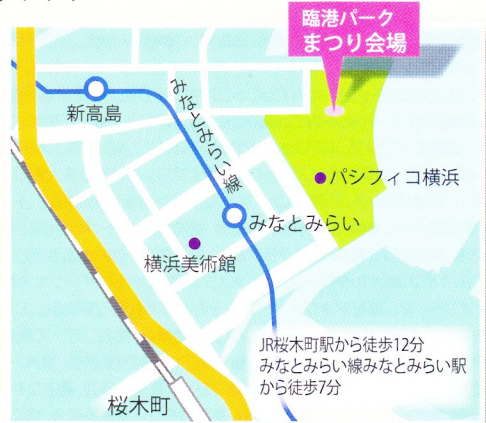 臨港パーク
まつり会場
新高島
みなとみらい線
パシフィコ横浜
みなとみらい
横浜美術館
JR桜木町駅から徒歩12分
みなとみらい線みなとみらい駅
から徒歩7分
桜木町